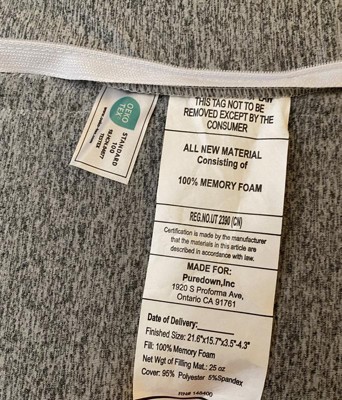 OEKO
TEX
STANDARD
100
THIS TAG NOT TO BE
REMOVED EXCEPT BY THE
CONSUMER
ALL NEW MATERIAL
Consisting of
100% MEMORY FOAM
REG.NO.UT 2390 (CN)
Certification is made by the manufacturer
that the materials in this article are
described in accordance with law.
MADE FOR:
Puredown,Inc
1920 S Proforma Ave,
Ontario CA 91761
Date of Delivery:______
Finished Size: 21.6"x15.7"x3.5"-4.3"
Fill: 100% Memory Foam
Net Wgt of Filling Mat.: 25 oz
Cover: 95% Polyester 5%Spandex